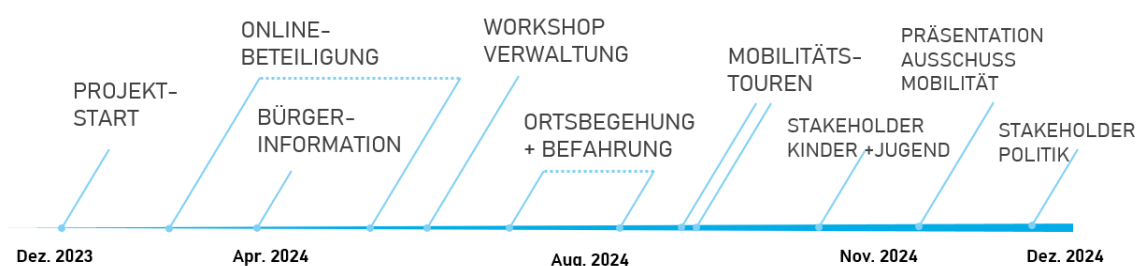 PROJEKT-
START
ONLINE-
BETEILIGUNG
BÜRGER-
INFORMATION
WORKSHOP
VERWALTUNG
ORTSBEGEHUNG
+ BEFAHRUNG
MOBILITÄTS-
TOUREN
STAKEHOLDER
KINDER +JUGEND
PRÄSENTATION
AUSSCHUSS
MOBILITÄT
STAKEHOLDER
POLITIK
Dez. 2023
Apr. 2024
Aug. 2024
Nov. 2024
Dez. 2024